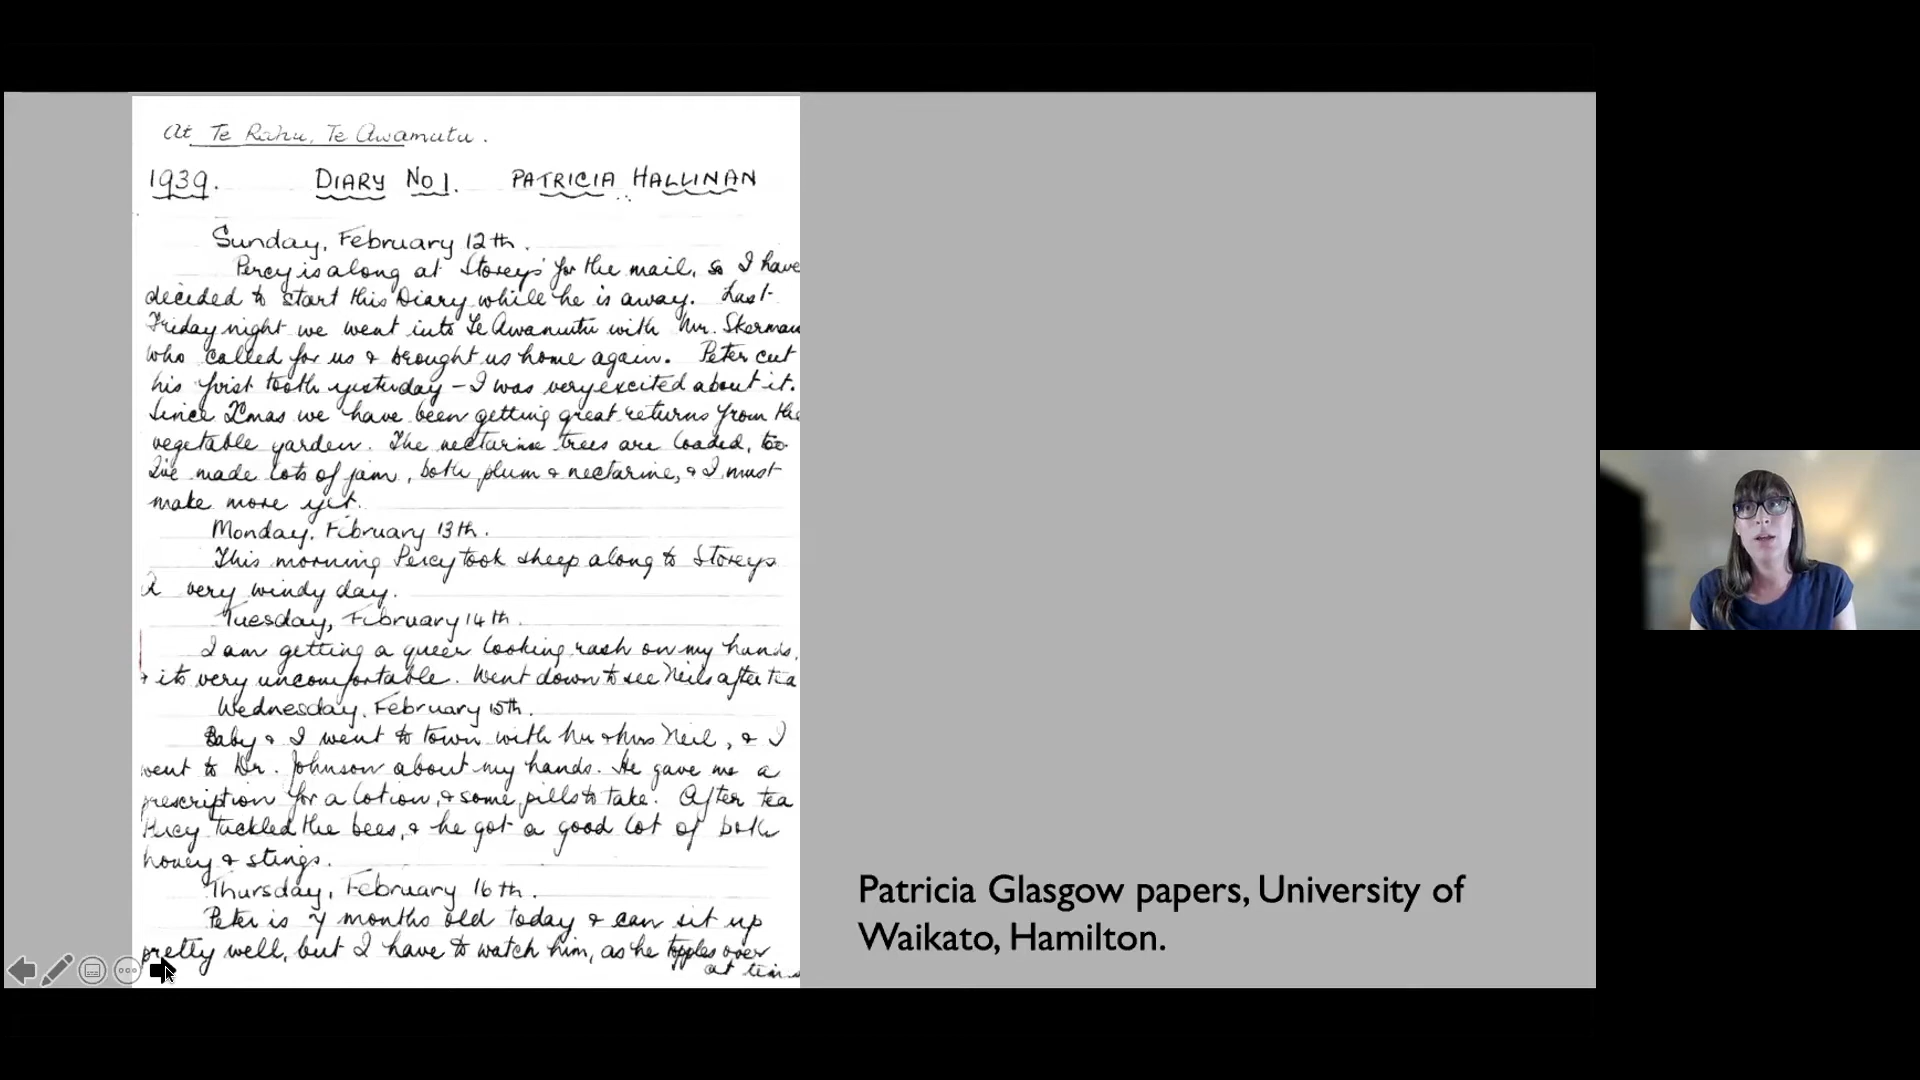 At Te Rahu, Te Awamutu.
1939. DIARY No 1. PATRICIA HALLINAN
Sunday, February 12th.
Percy is along at Storeys' for the mail, so I have
decided to start this Diary while he is away. Last
Friday night we went into Te Awamutu with Mr. Skerman
who called for us & brought us home again. Peter cut
his first tooth yesterday – I was very excited about it.
Since Xmas we have been getting great returns from the
vegetable garden. The nectarine trees are loaded, too
I've made lots of jam, both plum & nectarine, & I must
make more yet.
Monday, February 13th.
This morning Percy took sheep along to Storeys
A very windy day.
Tuesday, February 14th.
I am getting a queer looking rash on my hands,
& its very uncomfortable. Went down to see Neils after tea
Wednesday, February 15th.
Baby & I went to town with Mr & Mrs Neil, & I
went to Dr. Johnson about my hands. He gave me a
prescription for a lotion, & some pills to take. After tea
Percy tackled the bees, & he got a good lot of both
honey & stings.
Thursday, February 16th.
Peter is 7 months old today & can sit up
pretty well, but I have to watch him, as he topples over
at times
Patricia Glasgow papers, University of
Waikato, Hamilton.